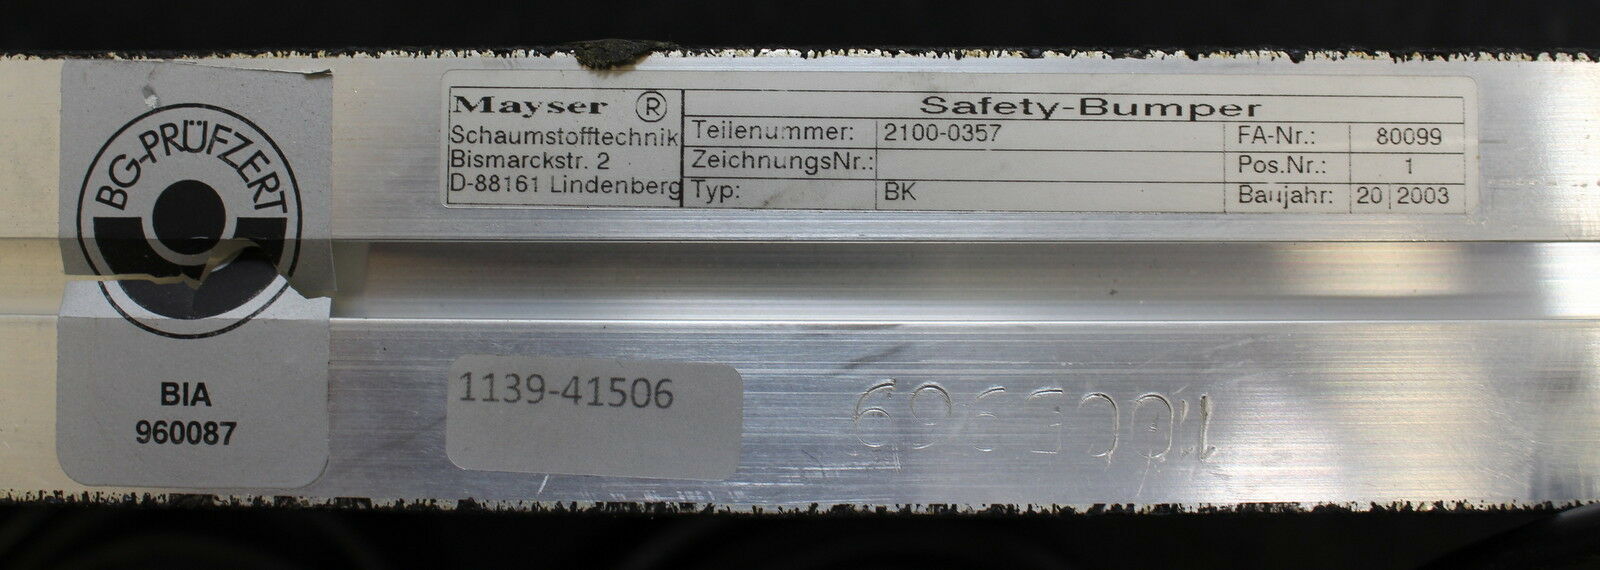 BG-PRÜFZERT
BIA
960087
Mayser ®
Schaumstofftechnik
Bismarckstr. 2
D-88161 Lindenberg
Safety-Bumper
Teilenummer: 2100-0357 FA-Nr.: 80099
ZeichnungsNr.: Pos.Nr.: 1
Typ: BK Baujahr: 20 2003
1139-41506